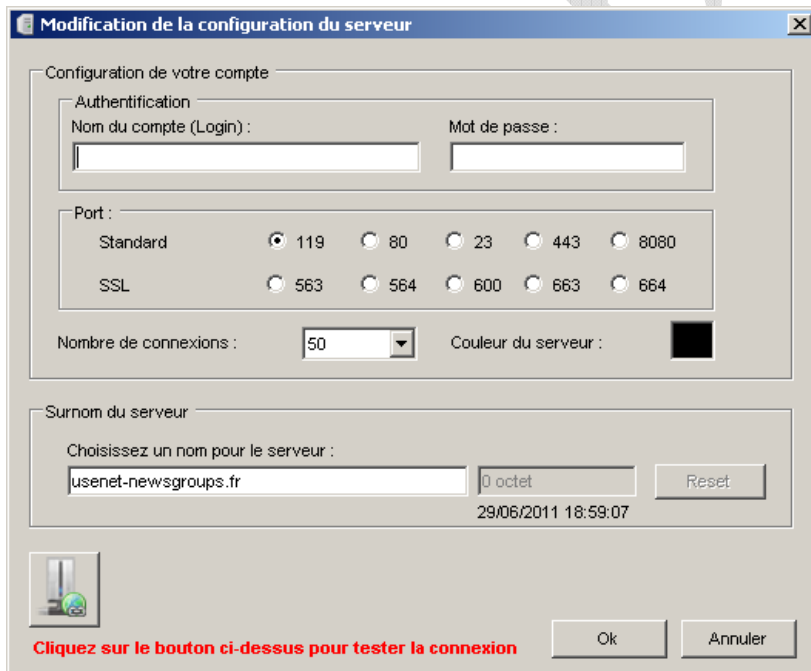 Modification de la configuration du serveur
Configuration de votre compte
Authentification
Nom du compte (Login) : Mot de passe :
Port :
Standard 119 80 23 443 8080
SSL 563 564 600 663 664
Nombre de connexions : 50 Couleur du serveur :
Surnom du serveur
Choisissez un nom pour le serveur :
usenet-newsgroups.fr 0 octet Reset
29/06/2011 18:59:07
Cliquez sur le bouton ci-dessus pour tester la connexion
Ok Annuler